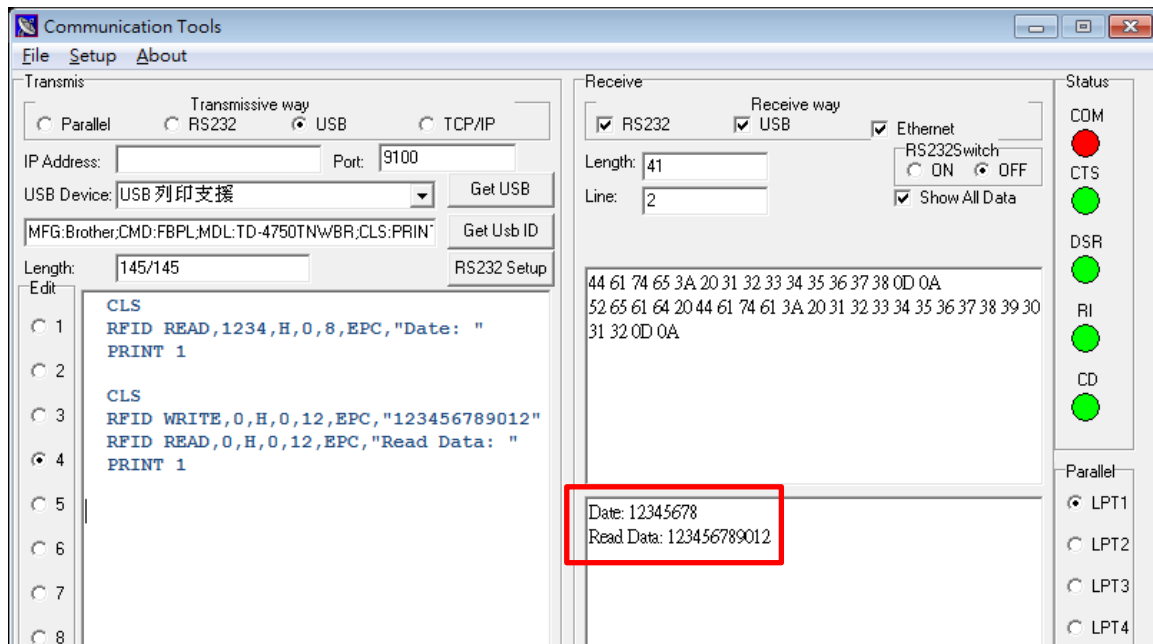 Communication Tools
File Setup About
Transmis
Transmissive way
Parallel RS232 USB TCP/IP
IP Address: Port: 9100
USB Device: USB 列印支援 Get USB
MFG:Brother;CMD:FBPL;MDL:TD-4750TNWBR;CLS:PRIN Get Usb ID
Length: 145/145 RS232 Setup
Edit
1
2
3
4
5
6
7
8
CLS
RFID READ,1234,H,0,8,EPC,"Date: "
PRINT 1
CLS
RFID WRITE,0,H,0,12,EPC,"123456789012"
RFID READ,0,H,0,12,EPC,"Read Data: "
PRINT 1
Receive
Receive way
RS232 USB Ethernet
Length: 41
Line: 2
RS232Switch
ON OFF
Show All Data
44 61 74 65 3A 20 31 32 33 34 35 36 37 38 0D 0A
52 65 61 64 20 44 61 74 61 3A 20 31 32 33 34 35 36 37 38 39 30
31 32 0D 0A
Date: 12345678
Read Data: 123456789012
Status
COM
CTS
DSR
RI
CD
Parallel
LPT1
LPT2
LPT3
LPT4